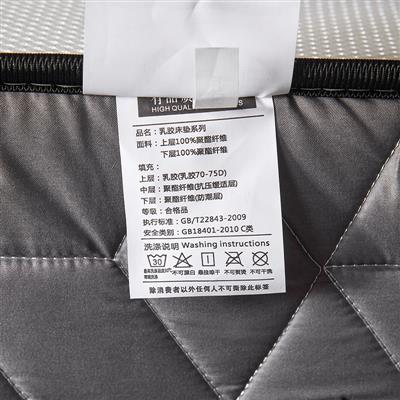 HIGH QUAL
品名：乳胶床垫系列
面料：上层100%聚酯纤维
下层100%聚酯纤维
填充：
上层：乳胶(乳胶70-75D)
中层：聚酯纤维(抗压缓适层)
下层：聚酯纤维(防潮层)
等级：合格品
执行标准：GB/T22843-2009
安全类别：GB18401-2010 C类
洗涤说明 Washing instructions
30
不可漂白 悬挂晾干 不可熨烫 不可干洗
除消费者以外任何人不可剪掉此标签